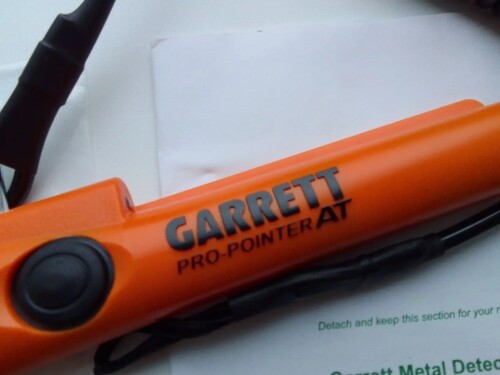 GARRETT
PRO-POINTER AT
Detach and keep this section for your
Garrett Metal Detec